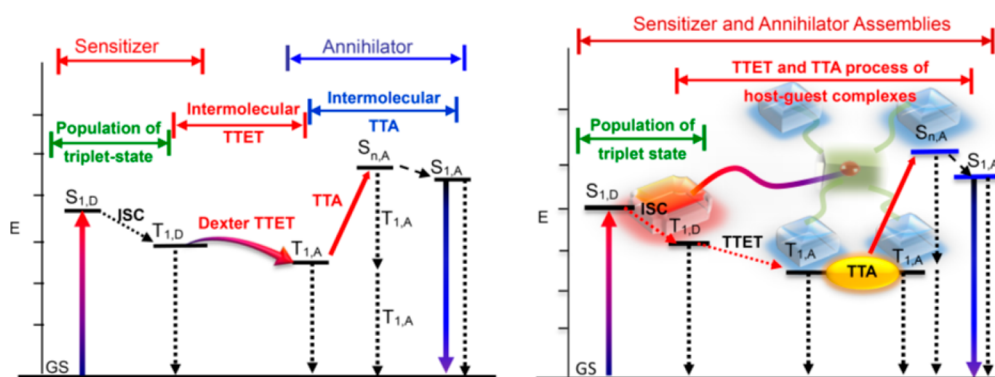 Sensitizer
Annihilator
Intermolecular
TTET
Intermolecular
TTA
Population of
triplet-state
S1,D
ISC
T1,D
Dexter TTET
T1,A
TTA
Sn,A
S1,A
T1,A
T1,A
E
GS
Sensitizer and Annihilator Assemblies
TTET and TTA process of
host-guest complexes
Population of
triplet state
S1,D
ISC
T1,D
TTET
T1,A
TTA
T1,A
Sn,A
S1,A
E
GS